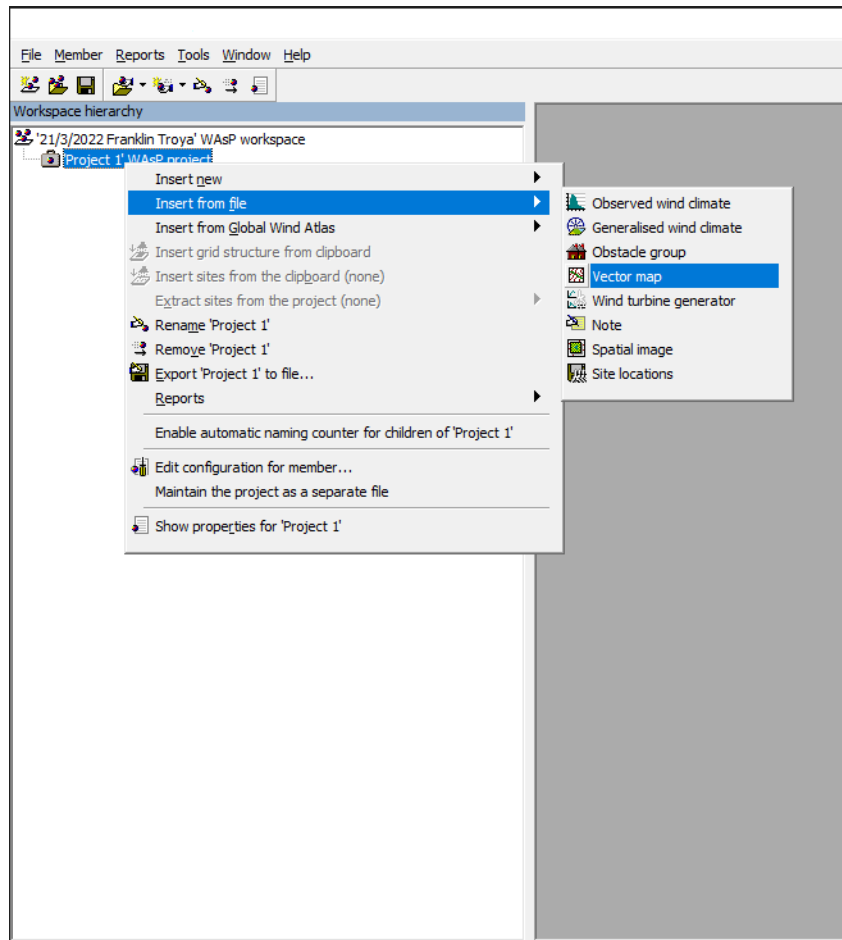 File Member Reports Tools Window Help
Workspace hierarchy
'21/3/2022 Franklin Troya' WAsP workspace
'Project 1' WAsP project
Insert new
Insert from file
Insert from Global Wind Atlas
Insert grid structure from clipboard
Insert sites from the clipboard (none)
Extract sites from the project (none)
Rename 'Project 1'
Remove 'Project 1'
Export 'Project 1' to file...
Reports
Enable automatic naming counter for children of 'Project 1'
Edit configuration for member...
Maintain the project as a separate file
Show properties for 'Project 1'
Observed wind climate
Generalised wind climate
Obstacle group
Vector map
Wind turbine generator
Note
Spatial image
Site locations